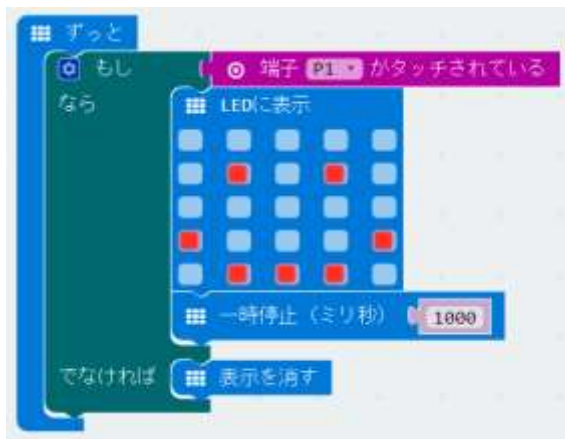 ずっと
もし 端子 P1 がタッチされている
なら LEDに表示
一時停止（ミリ秒） 1000
でなければ 表示を消す